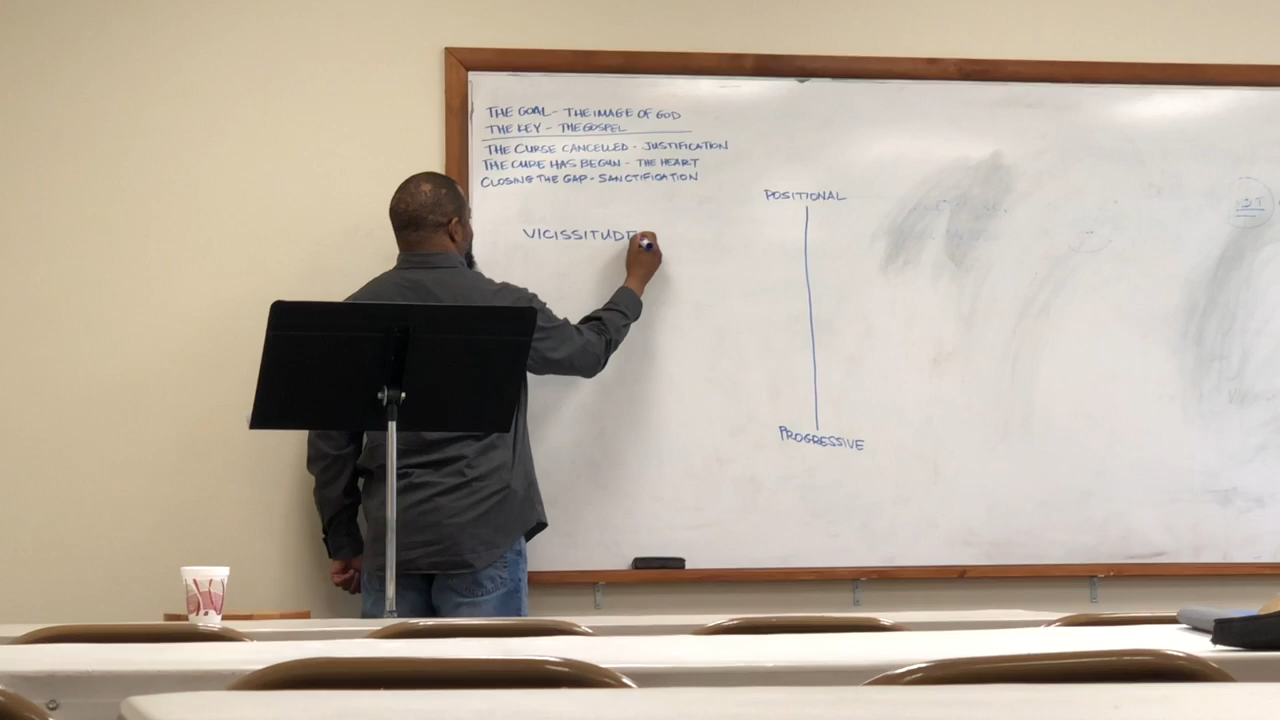 THE GOAL - THE IMAGE OF GOD
THE KEY - THE GOSPEL
THE CURSE CANCELLED - JUSTIFICATION
THE CURE HAS BEGUN - THE HEART
CLOSING THE GAP - SANCTIFICATION
POSITIONAL
VICISSITUDE
PROGRESSIVE